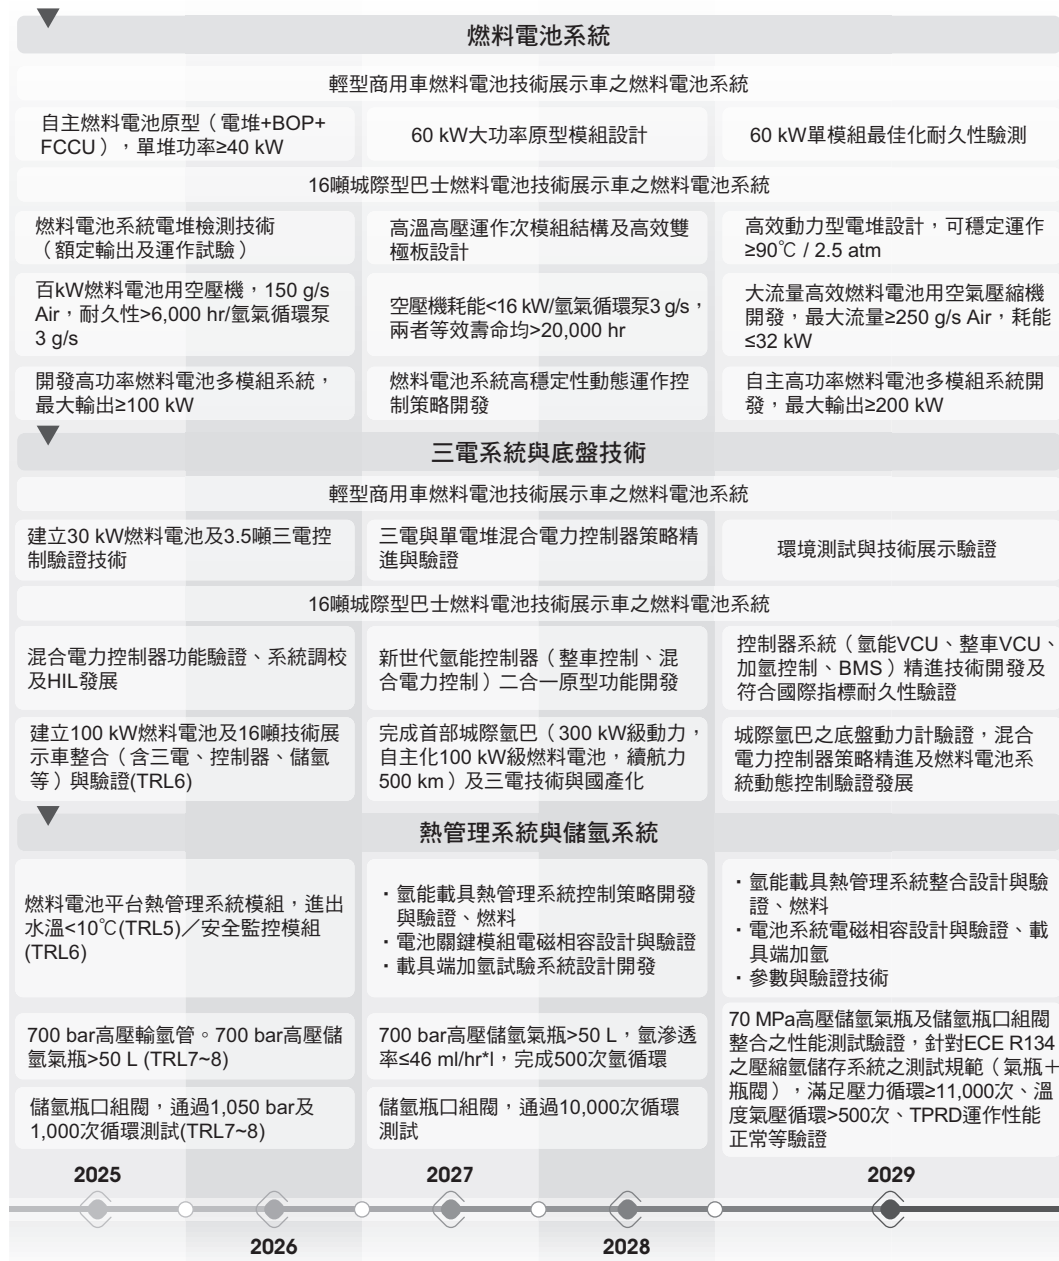 燃料電池系統
輕型商用車燃料電池技術展示車之燃料電池系統
自主燃料電池原型（電堆+BOP+
FCCU），單堆功率≥40 kW
60 kW大功率原型模組設計
60 kW單模組最佳化耐久性驗測
16噸城際型巴士燃料電池技術展示車之燃料電池系統
燃料電池系統電堆檢測技術
（額定輸出及運作試驗）
高溫高壓運作次模組結構及高效雙
極板設計
高效動力型電堆設計，可穩定運作
≥90℃ / 2.5 atm
百kW燃料電池用空壓機，150 g/s
Air，耐久性>6,000 hr/氫氣循環泵
3 g/s
空壓機耗能<16 kW/氫氣循環泵3 g/s，
兩者等效壽命均>20,000 hr
大流量高效燃料電池用空氣壓縮機
開發，最大流量≥250 g/s Air，耗能
≤32 kW
開發高功率燃料電池多模組系統，
最大輸出≥100 kW
燃料電池系統高穩定性動態運作控
制策略開發
自主高功率燃料電池多模組系統開
發，最大輸出≥200 kW
三電系統與底盤技術
輕型商用車燃料電池技術展示車之燃料電池系統
建立30 kW燃料電池及3.5噸三電控
制驗證技術
三電與單電堆混合電力控制器策略精
進與驗證
環境測試與技術展示驗證
16噸城際型巴士燃料電池技術展示車之燃料電池系統
混合電力控制器功能驗證、系統調校
及HIL發展
新世代氫能控制器（整車控制、混
合電力控制）二合一原型功能開發
控制器系統（氫能VCU、整車VCU、
加氫控制、BMS）精進技術開發及
符合國際指標耐久性驗證
建立100 kW燃料電池及16噸技術展
示車整合（含三電、控制器、儲氫
等）與驗證(TRL6)
完成首部城際氫巴（300 kW級動力，
自主化100 kW級燃料電池，續航力
500 km）及三電技術與國產化
城際氫巴之底盤動力計驗證，混合
電力控制器策略精進及燃料電池系
統動態控制驗證發展
熱管理系統與儲氫系統
燃料電池平台熱管理系統模組，進出
水溫<10℃(TRL5)／安全監控模組
(TRL6)
・氫能載具熱管理系統控制策略開發
與驗證、燃料
・電池關鍵模組電磁相容設計與驗證
・載具端加氫試驗系統設計開發
・氫能載具熱管理系統整合設計與驗
證、燃料
・電池系統電磁相容設計與驗證、載
具端加氫
・參數與驗證技術
700 bar高壓輸氫管。700 bar高壓儲
氫氣瓶>50 L (TRL7~8)
700 bar高壓儲氫氣瓶>50 L，氫滲透
率≤46 ml/hr*l，完成500次氫循環
70 MPa高壓儲氫氣瓶及儲氫瓶口組閥
整合之性能測試驗證，針對ECE R134
之壓縮氫儲存系統之測試規範（氣瓶＋
瓶閥），滿足壓力循環≥11,000次、溫
度氣壓循環>500次、TPRD運作性能
正常等驗證
儲氫瓶口組閥，通過1,050 bar及
1,000次循環測試(TRL7~8)
儲氫瓶口組閥，通過10,000次循環
測試
2025
2027
2029
2026
2028